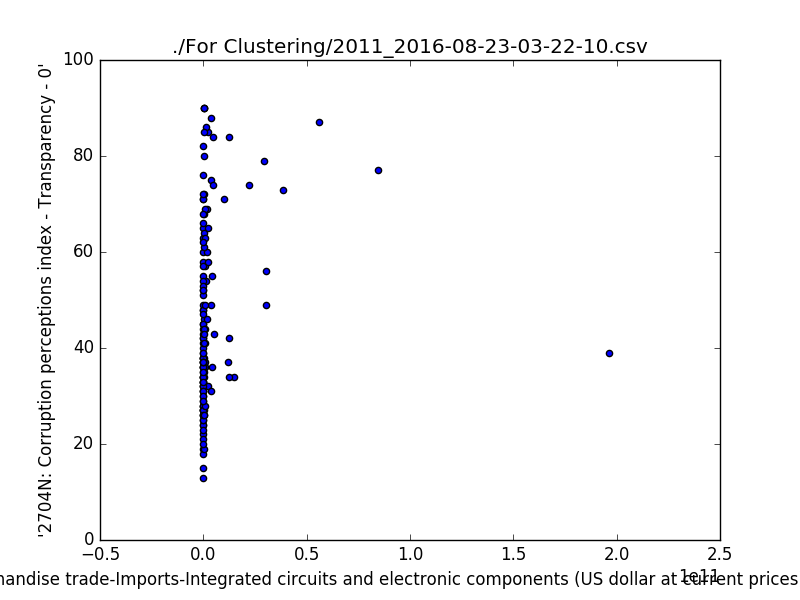 ./For Clustering/2011_2016-08-23-03-22-10.csv
'2704N: Corruption perceptions index - Transparency - 0'
100
80
60
40
20
0
−0.5 0.0 0.5 1.0 1.5 2.0 2.5
1e11
trade-Imports-Integrated circuits and electronic components (US dollar at current prices